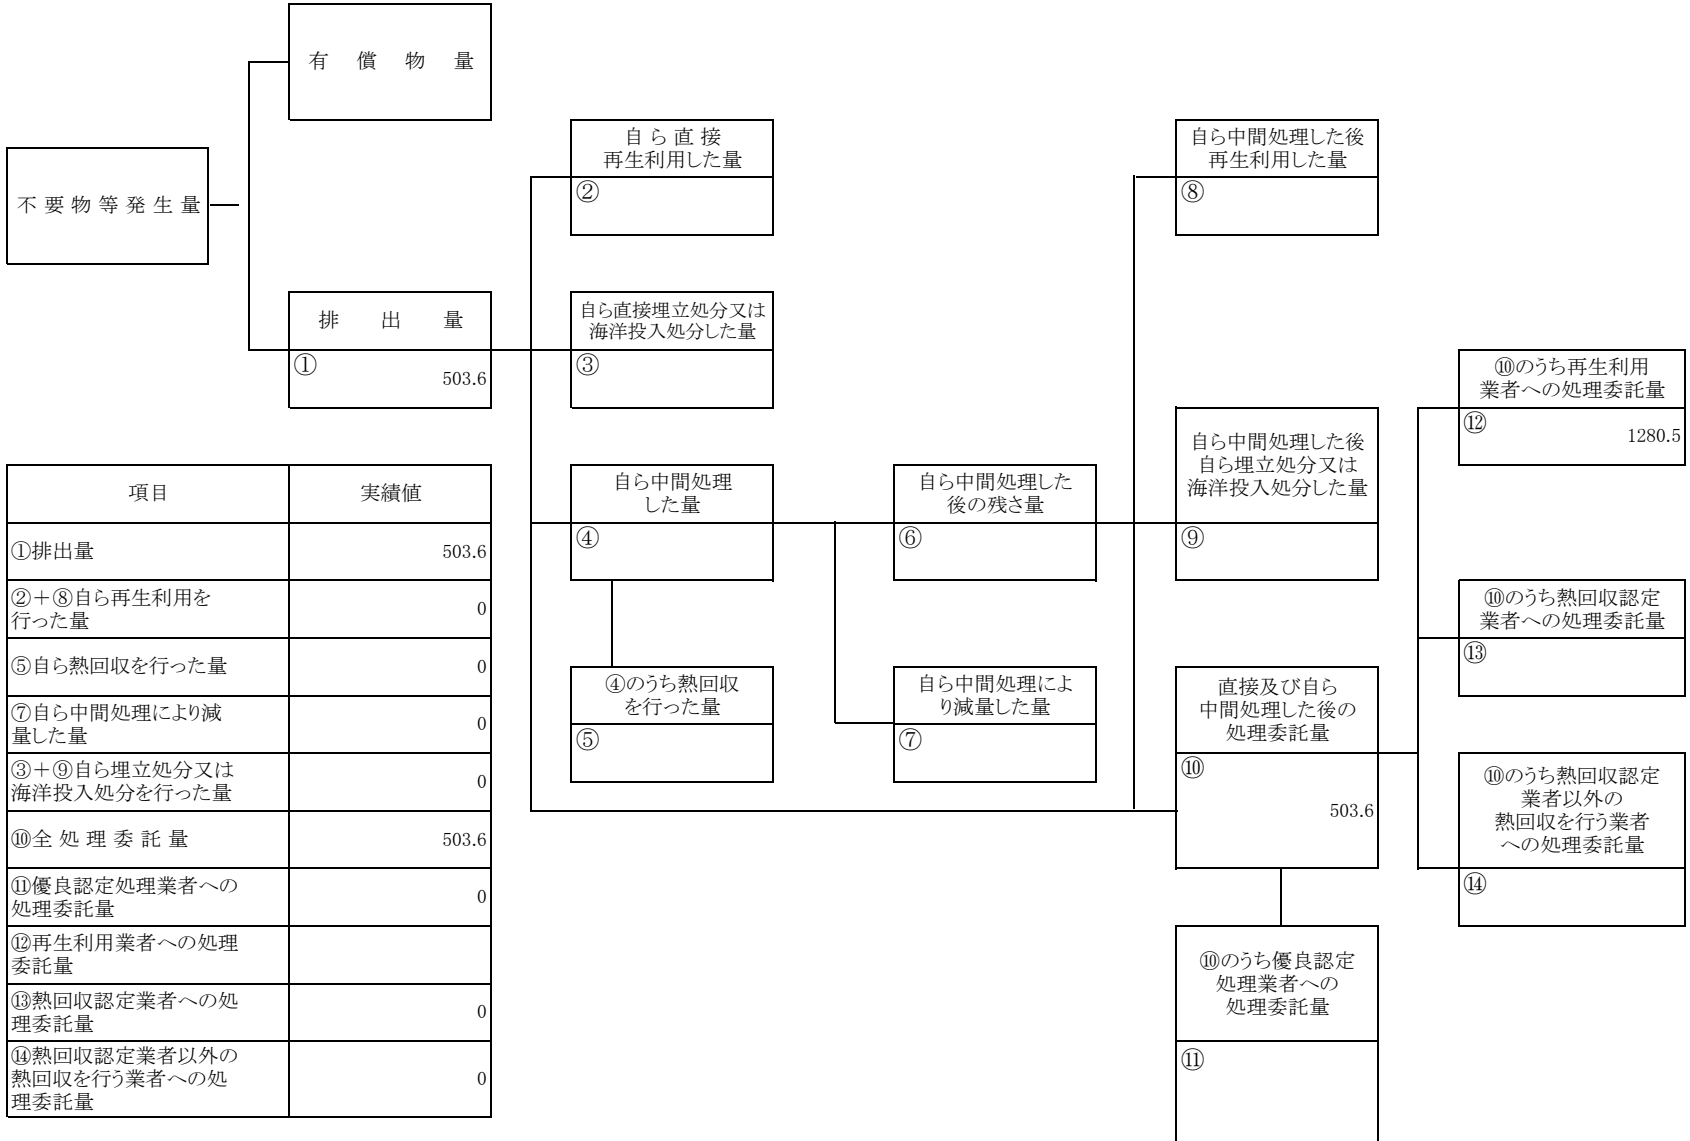 有 償 物 量
不 要 物 等 発 生 量
排 出 量
①
503.6
自 ら 直 接
再生利用した量
②
自ら直接埋立処分又は
海洋投入処分した量
③
自ら中間処理
した量
④
④のうち熱回収
を行った量
⑤
自ら中間処理した
後の残さ量
⑥
自ら中間処理によ
り減量した量
⑦
自ら中間処理した後
再生利用した量
⑧
自ら中間処理した後
自ら埋立処分又は
海洋投入処分した量
⑨
直接及び自ら
中間処理した後の
処理委託量
⑩
503.6
⑩のうち優良認定
処理業者への
処理委託量
⑪
⑩のうち再生利用
業者への処理委託量
⑫
1280.5
⑩のうち熱回収認定
業者への処理委託量
⑬
⑩のうち熱回収認定
業者以外の
熱回収を行う業者
への処理委託量
⑭
項目 実績値
①排出量 503.6
②＋⑧自ら再生利用を
行った量 0
⑤自ら熱回収を行った量 0
⑦自ら中間処理により減
量した量 0
③＋⑨自ら埋立処分又は
海洋投入処分を行った量 0
⑩全 処 理 委 託 量 503.6
⑪優良認定処理業者への
処理委託量 0
⑫再生利用業者への処理
委託量
⑬熱回収認定業者への処
理委託量 0
⑭熱回収認定業者以外の
熱回収を行う業者への処
理委託量 0